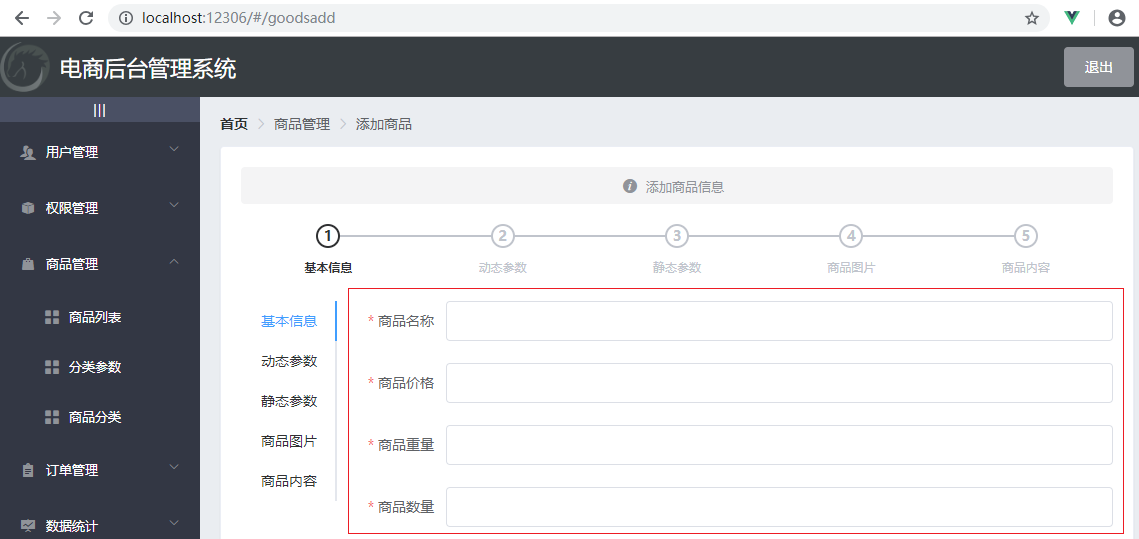 localhost:12306/#/goodsadd
电商后台管理系统
退出
|||
用户管理
权限管理
商品管理
商品列表
分类参数
商品分类
订单管理
数据统计
首页 > 商品管理 > 添加商品
添加商品信息
1 2 3 4 5
基本信息 动态参数 静态参数 商品图片 商品内容
基本信息
动态参数
静态参数
商品图片
商品内容
* 商品名称
* 商品价格
* 商品重量
* 商品数量